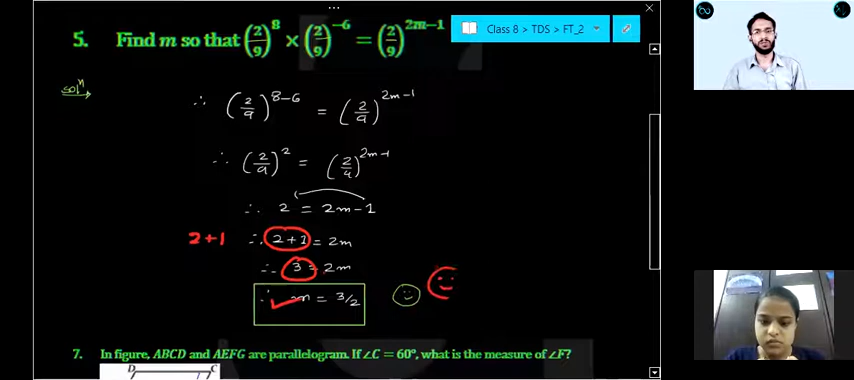 5. Find m so that (2/9)^8 × (2/9)^-6 = (2/9)^2m-1
Class 8 > TDS > FT_2
solⁿ
∴ (2/9)^8-6 = (2/9)^2m-1
∴ (2/9)^2 = (2/9)^2m-1
∴ 2 = 2m-1
2+1 ∴ 2+1 = 2m
∴ 3 = 2m
∴ m = 3/2
7. In figure, ABCD and AEFG are parallelogram. If ∠C = 60°, what is the measure of ∠F?
D C